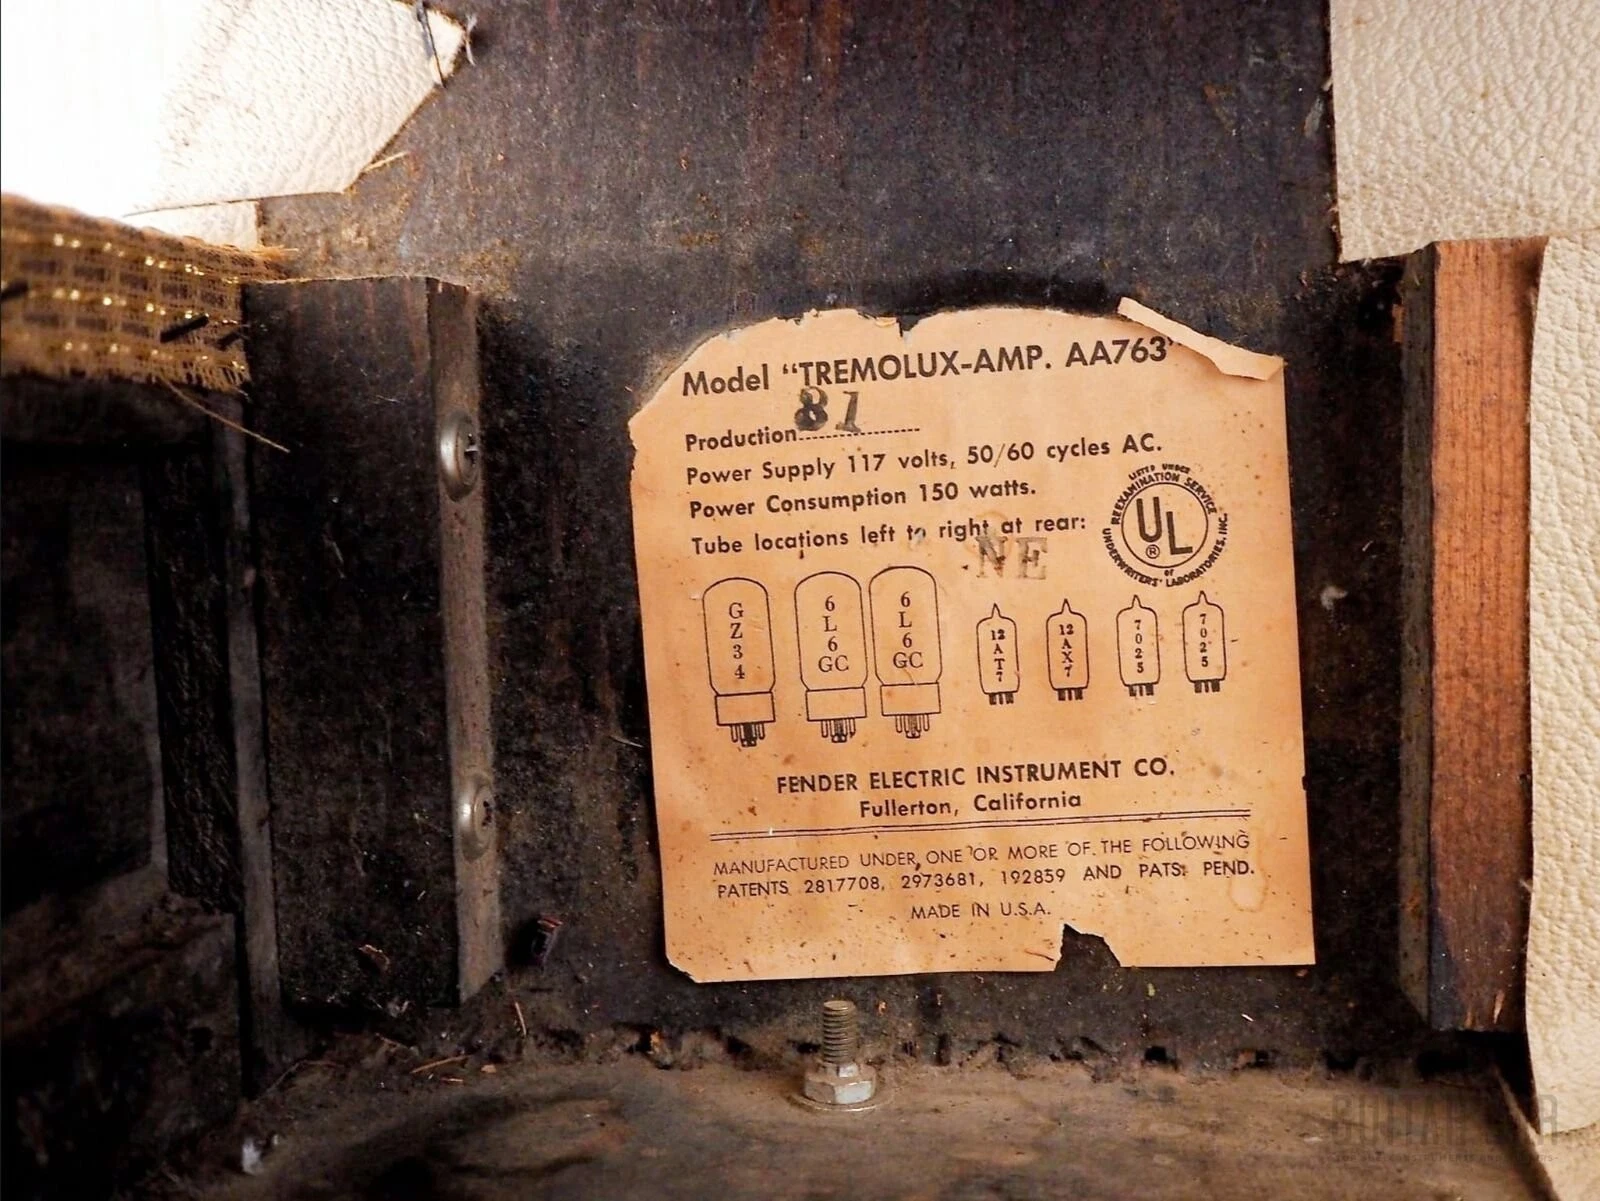 Model “TREMOLUX-AMP. AA763”
81
Production....................
Power Supply 117 volts, 50/60 cycles AC.
Power Consumption 150 watts.
Tube locations left to right at rear:
NE
LISTED UNDER
REEXAMINATION SERVICE
UL
®
OF
UNDERWRITERS' LABORATORIES, INC.
GZ34
6L6GC
6L6GC
12AT7
12AX7
7025
7025
FENDER ELECTRIC INSTRUMENT CO.
Fullerton, California
MANUFACTURED UNDER ONE OR MORE OF THE FOLLOWING
PATENTS 2817708, 2973681, 192859 AND PATS. PEND.
MADE IN U.S.A.